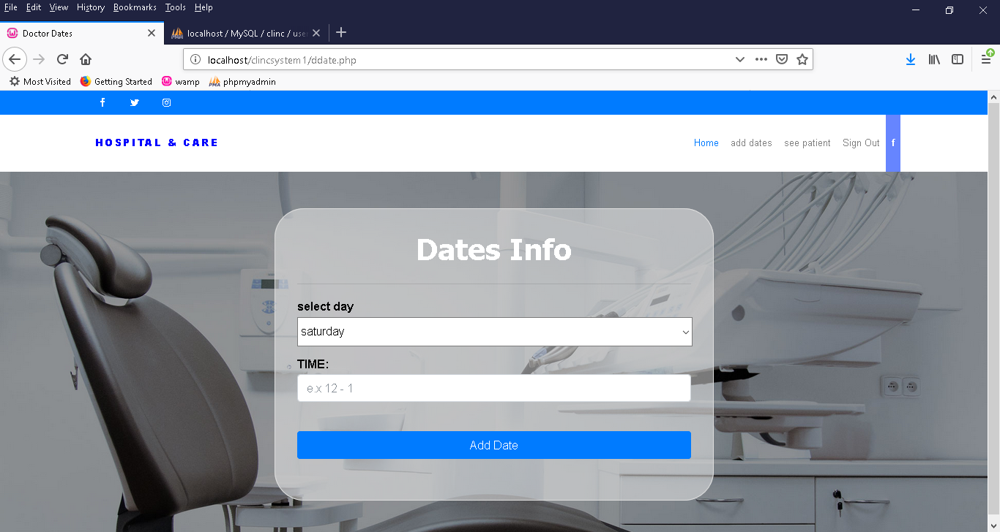 File Edit View History Bookmarks Tools Help
Doctor Dates
localhost / MySQL / clinc / use
localhost/clincsystem1/ddate.php
Most Visited Getting Started wamp phpmyadmin
HOSPITAL & CARE
Home add dates see patient Sign Out f
Dates Info
select day
saturday
TIME:
e.x 12 - 1
Add Date